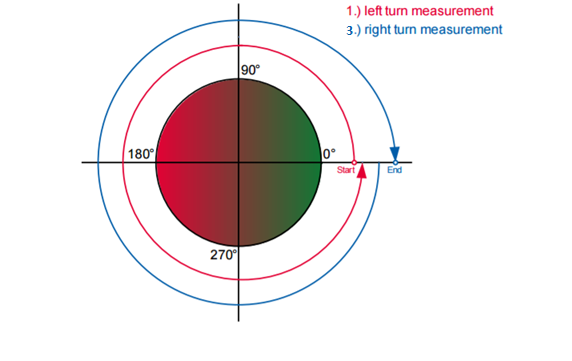 1.) left turn measurement
3.) right turn measurement
90°
180°
0°
Start
End
270°